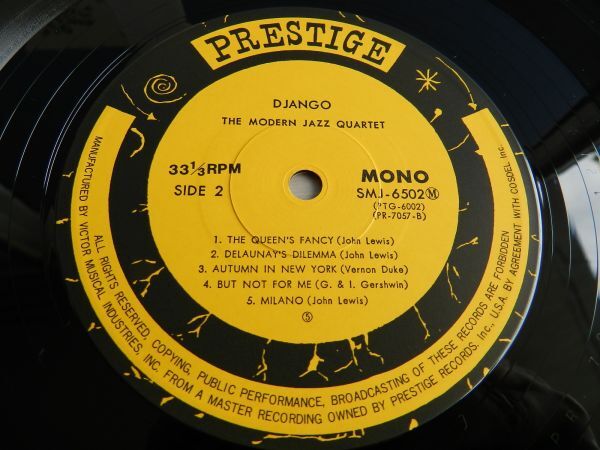 PRESTIGE
DJANGO
THE MODERN JAZZ QUARTET
33⅓RPM
SIDE 2
MONO
SMJ-6502Ⓜ
(PTG-6002)
(PR-7057-B)
1. THE QUEEN'S FANCY (John Lewis)
2. DELAUNAY'S DILEMMA (John Lewis)
3. AUTUMN IN NEW YORK (Vernon Duke)
4. BUT NOT FOR ME (G. & I. Gershwin)
5. MILANO (John Lewis)
Ⓢ
ALL RIGHTS RESERVED, COPYING, PUBLIC PERFORMANCE, BROADCASTING OF THESE RECORDS ARE FORBIDDEN
MANUFACTURED BY VICTOR MUSICAL INDUSTRIES, INC. FROM A MASTER RECORDING OWNED BY PRESTIGE RECORDS, Inc., U.S.A. BY AGREEMENT WITH COSDEL Inc